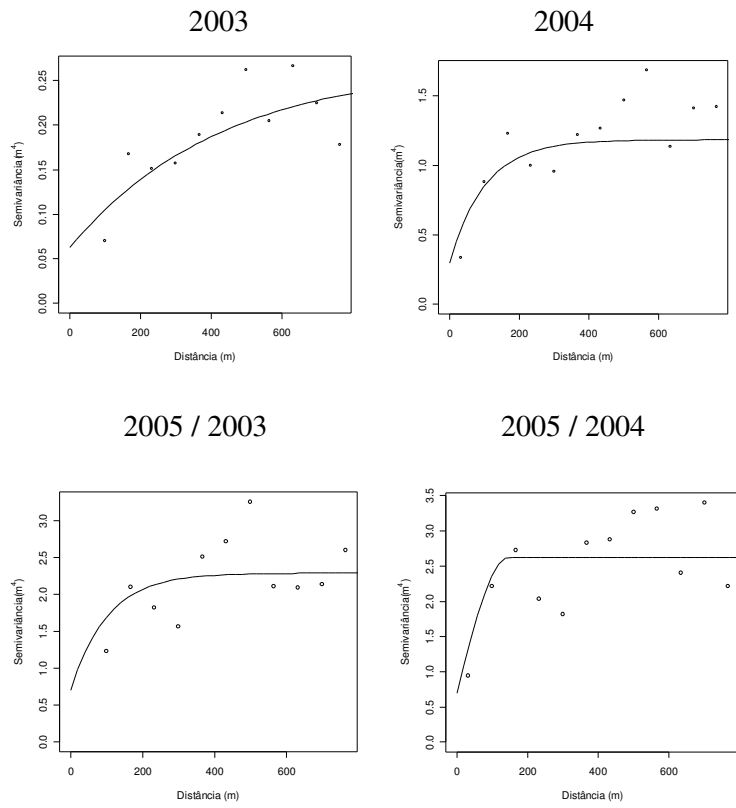 2003
2004
Semivariância(m⁴)
0.00 0.05 0.10 0.15 0.20 0.25
0 200 400 600
Distância (m)
Semivariância(m⁴)
0.0 0.5 1.0 1.5
0 200 400 600
Distância (m)
2005 / 2003
2005 / 2004
Semivariância(m⁴)
0.0 0.5 1.0 1.5 2.0 2.5 3.0
0 200 400 600
Distância (m)
Semivariância(m⁴)
0.0 0.5 1.0 1.5 2.0 2.5 3.0 3.5
0 200 400 600
Distância (m)